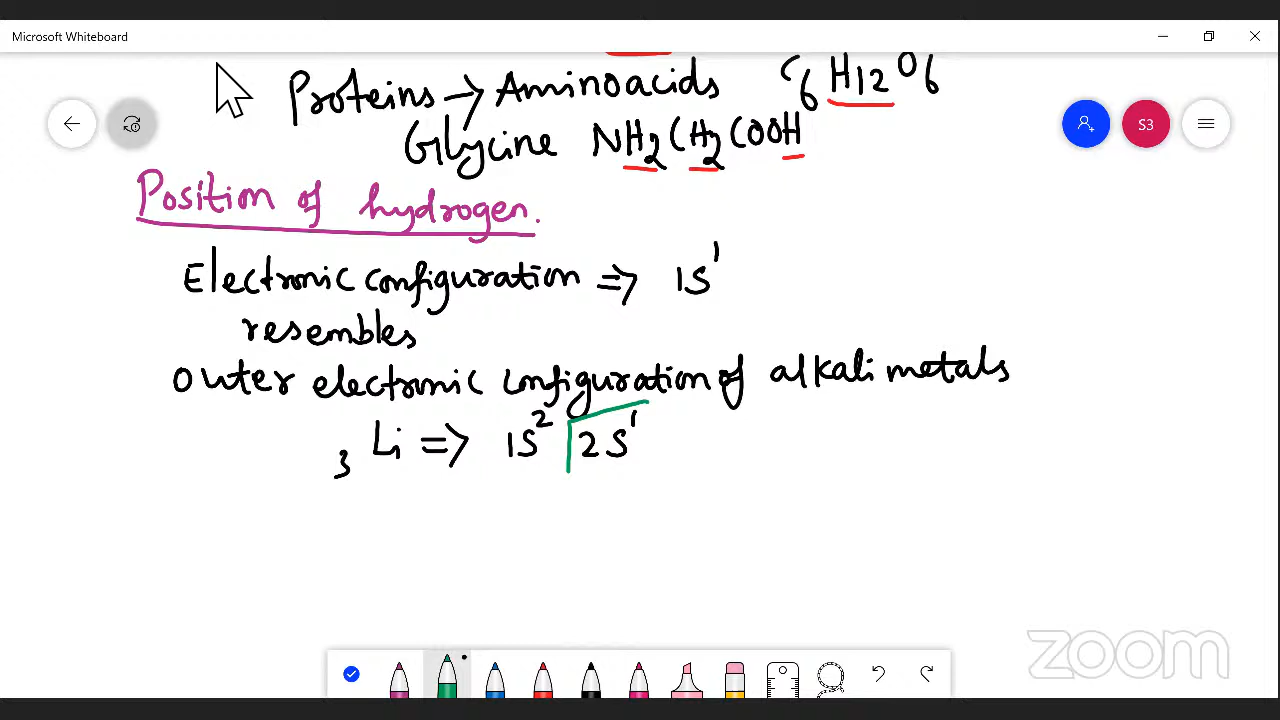 Microsoft Whiteboard
Proteins → Aminoacids C6H12O6
Glycine NH2CH2COOH
S3
Position of hydrogen.
Electronic configuration => 1S¹
resembles
Outer electronic configuration of alkali metals
₃Li => 1S² 2S¹
zoom